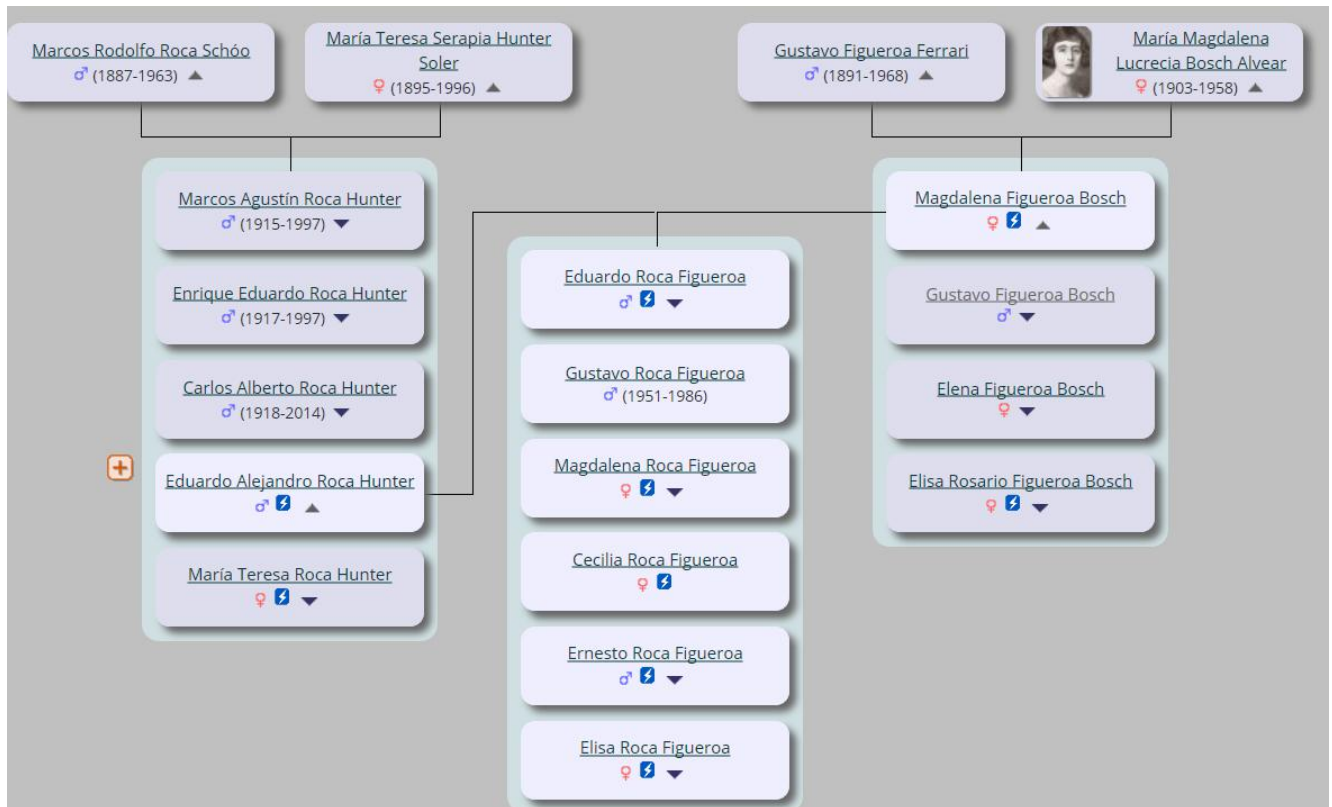 Marcos Rodolfo Roca Schóo
♂ (1887-1963) ▲
María Teresa Serapia Hunter
Soler
♀ (1895-1996) ▲
Gustavo Figueroa Ferrari
♂ (1891-1968) ▲
María Magdalena
Lucrecia Bosch Alvear
♀ (1903-1958) ▲
Marcos Agustín Roca Hunter
♂ (1915-1997) ▼
Enrique Eduardo Roca Hunter
♂ (1917-1997) ▼
Carlos Alberto Roca Hunter
♂ (1918-2014) ▼
Eduardo Alejandro Roca Hunter
María Teresa Roca Hunter
Eduardo Roca Figueroa
Gustavo Roca Figueroa
♂ (1951-1986)
Magdalena Roca Figueroa
Cecilia Roca Figueroa
Ernesto Roca Figueroa
Elisa Roca Figueroa
Magdalena Figueroa Bosch
Gustavo Figueroa Bosch
Elena Figueroa Bosch
Elisa Rosario Figueroa Bosch